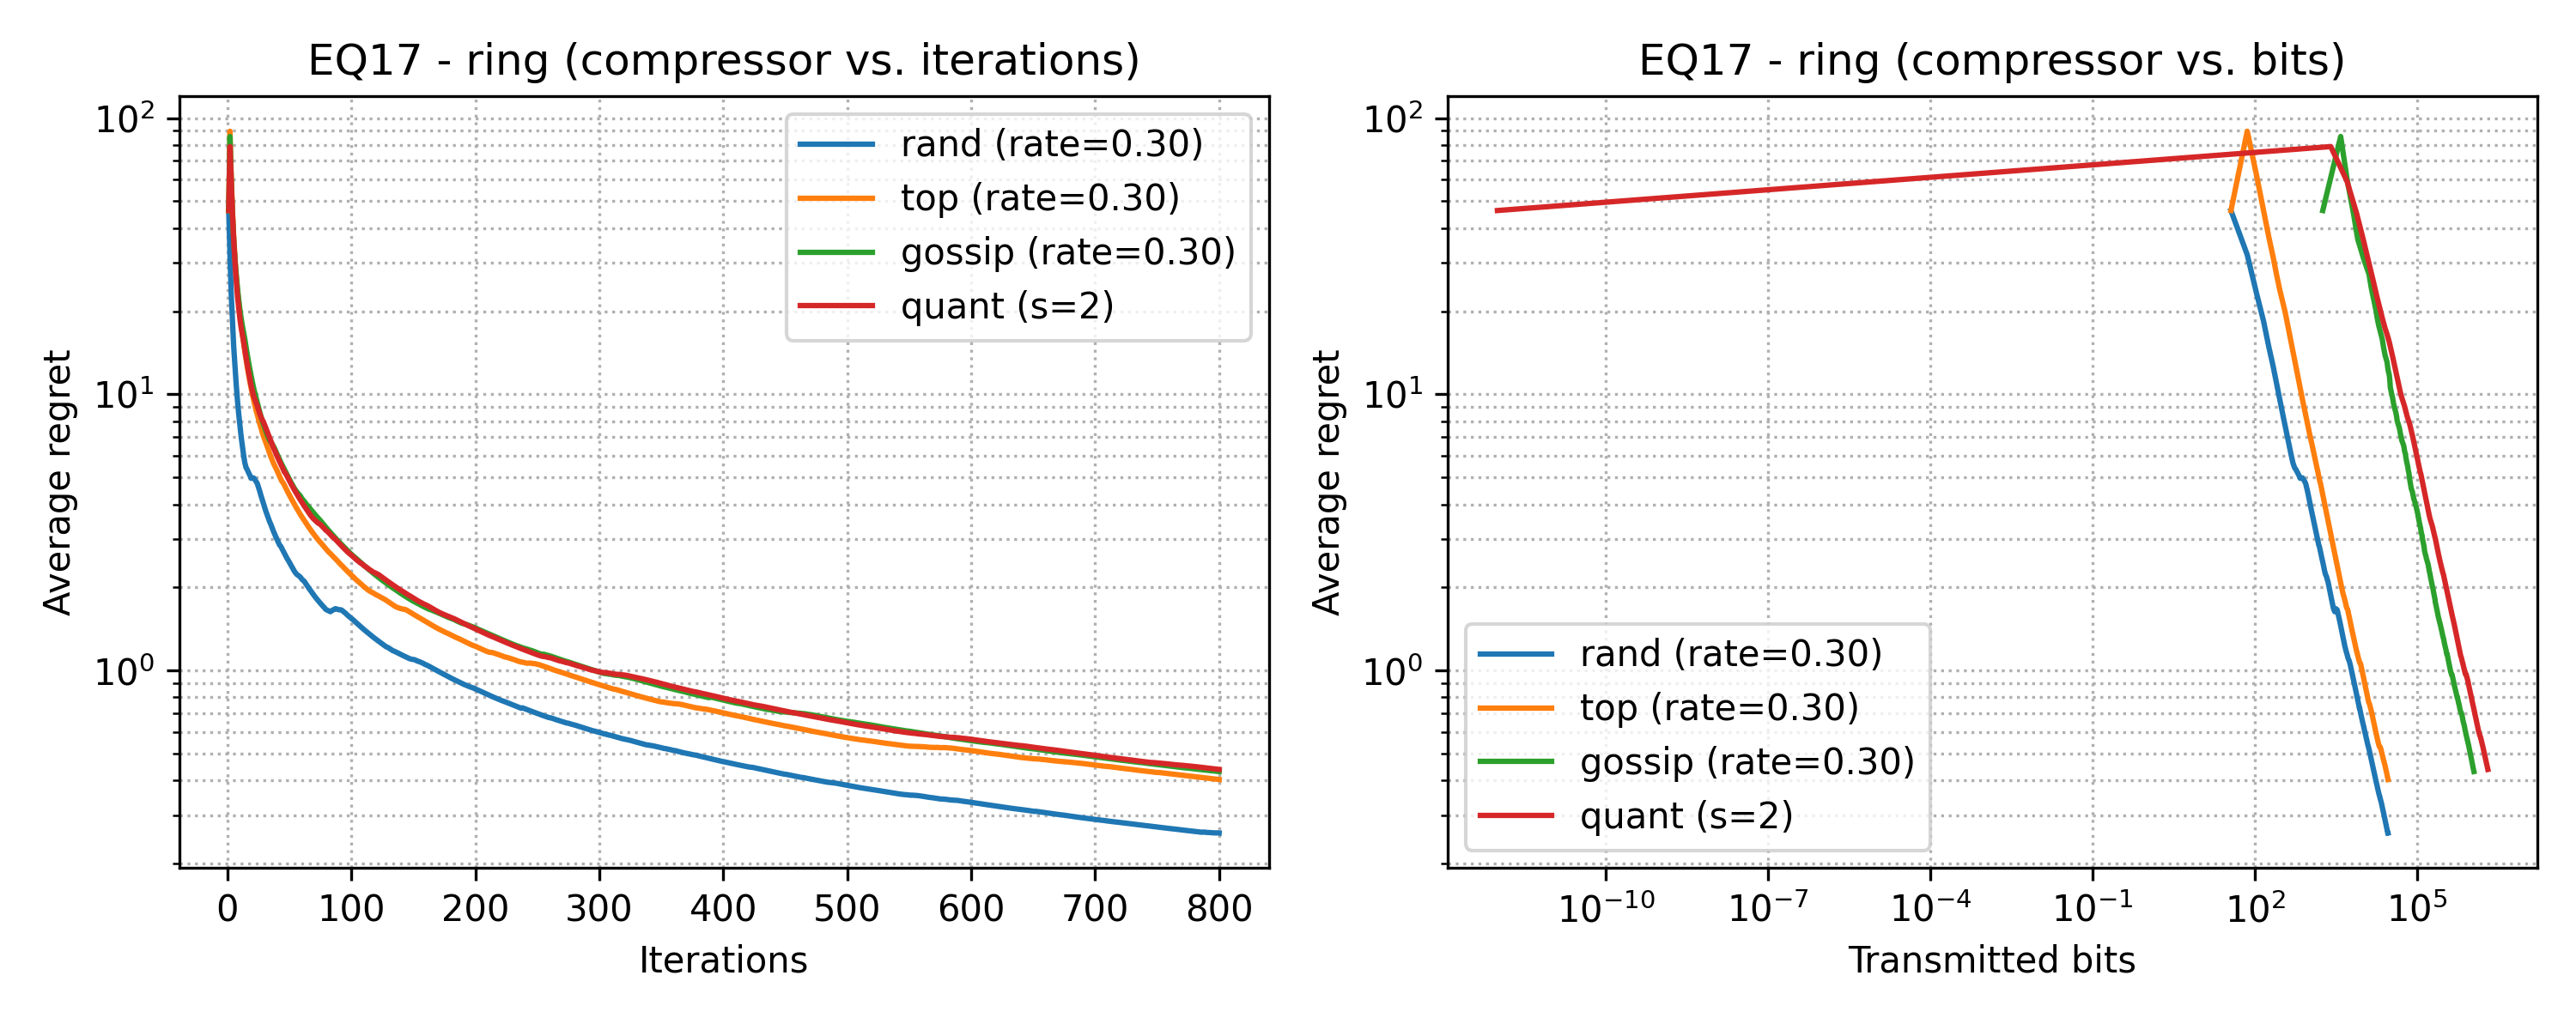 EQ17 - ring (compressor vs. iterations)
10²
10¹
10⁰
Average regret
rand (rate=0.30)
top (rate=0.30)
gossip (rate=0.30)
quant (s=2)
0 100 200 300 400 500 600 700 800
Iterations
EQ17 - ring (compressor vs. bits)
10²
10¹
10⁰
Average regret
rand (rate=0.30)
top (rate=0.30)
gossip (rate=0.30)
quant (s=2)
10⁻¹⁰ 10⁻⁷ 10⁻⁴ 10⁻¹ 10² 10⁵
Transmitted bits